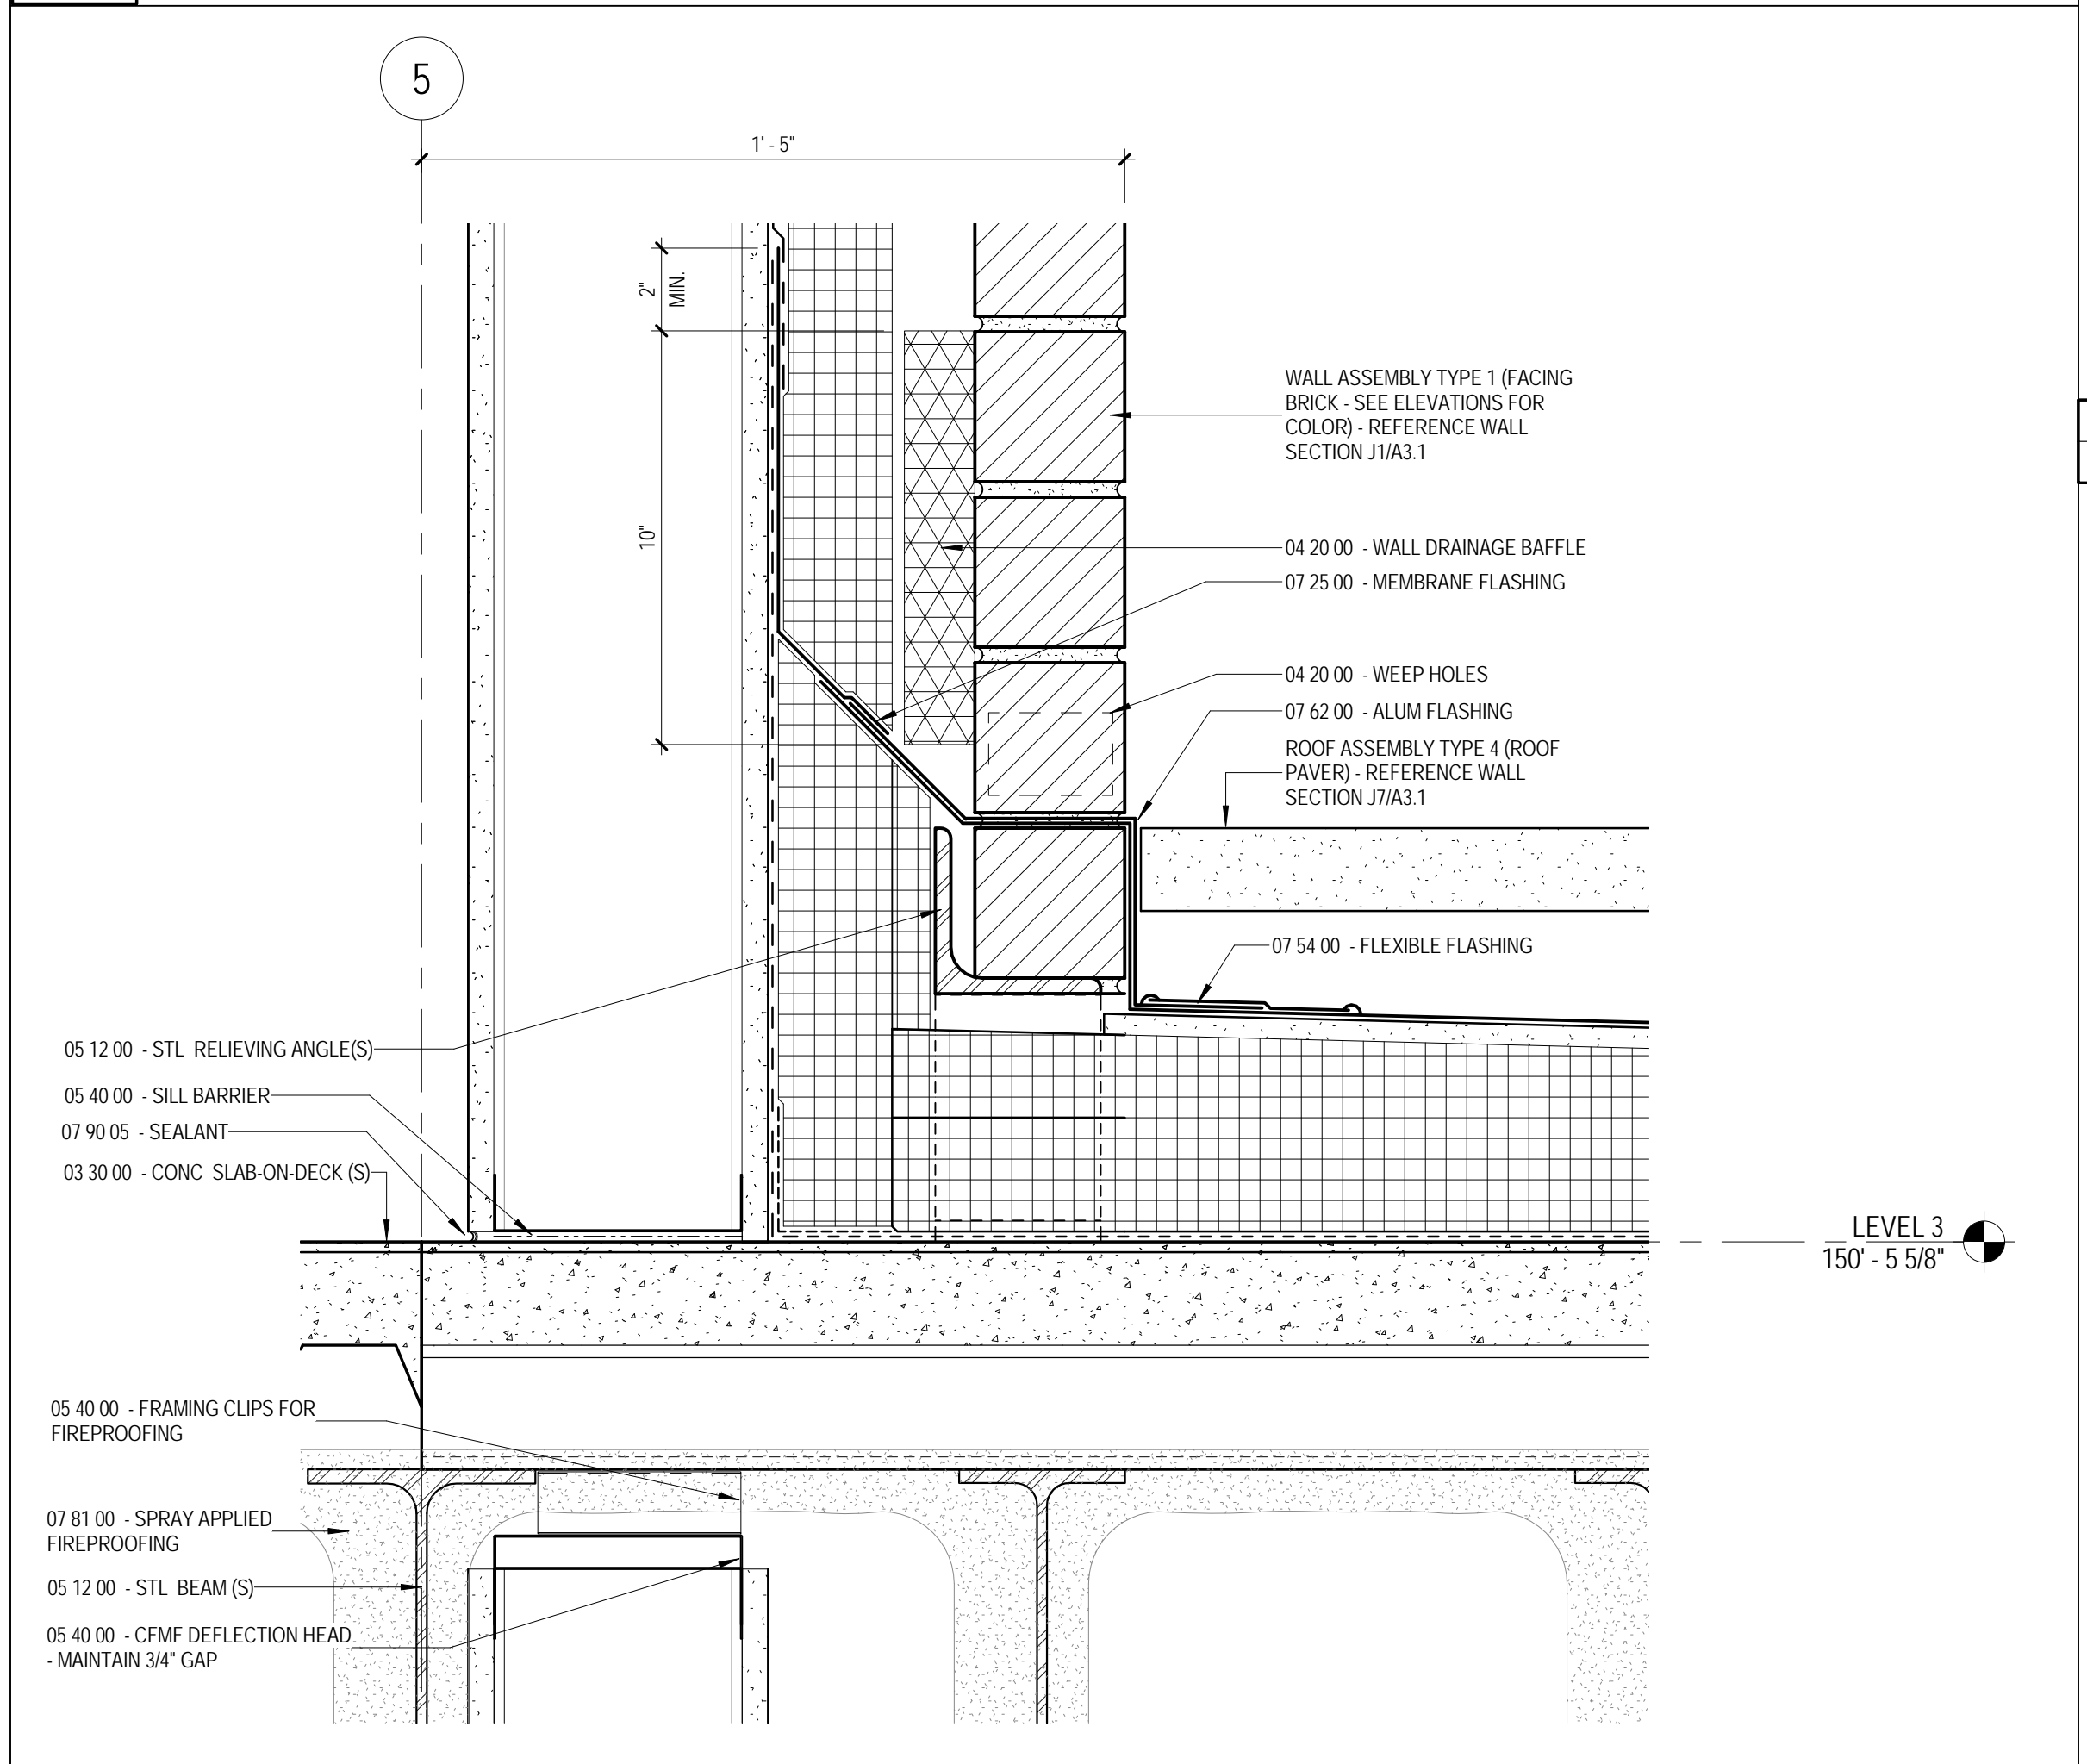 5
1' - 5"
2"
MIN.
10"
WALL ASSEMBLY TYPE 1 (FACING
BRICK - SEE ELEVATIONS FOR
COLOR) - REFERENCE WALL
SECTION J1/A3.1
04 20 00 - WALL DRAINAGE BAFFLE
07 25 00 - MEMBRANE FLASHING
04 20 00 - WEEP HOLES
07 62 00 - ALUM FLASHING
ROOF ASSEMBLY TYPE 4 (ROOF
PAVER) - REFERENCE WALL
SECTION J7/A3.1
07 54 00 - FLEXIBLE FLASHING
05 12 00 - STL RELIEVING ANGLE(S)
05 40 00 - SILL BARRIER
07 90 05 - SEALANT
03 30 00 - CONC SLAB-ON-DECK (S)
LEVEL 3
150' - 5 5/8"
05 40 00 - FRAMING CLIPS FOR
FIREPROOFING
07 81 00 - SPRAY APPLIED
FIREPROOFING
05 12 00 - STL BEAM (S)
05 40 00 - CFMF DEFLECTION HEAD
- MAINTAIN 3/4" GAP